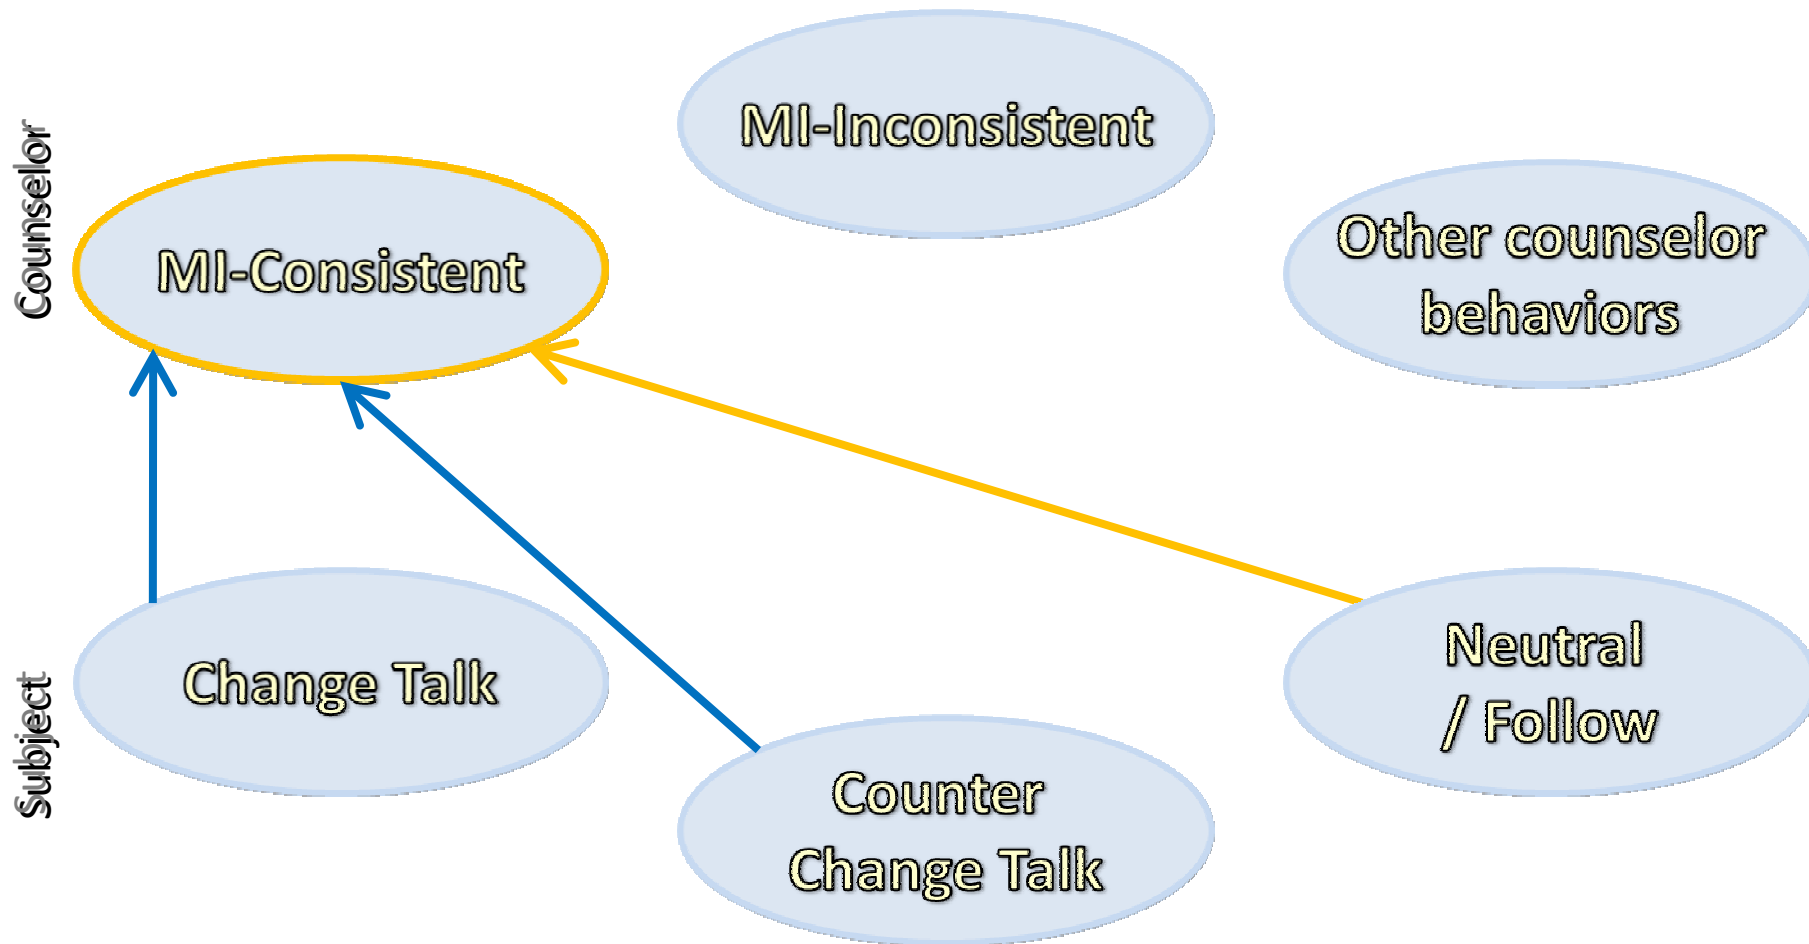 Counselor
MI-Inconsistent
MI-Consistent
Other counselor
behaviors
Subject
Change Talk
Neutral
/ Follow
Counter
Change Talk